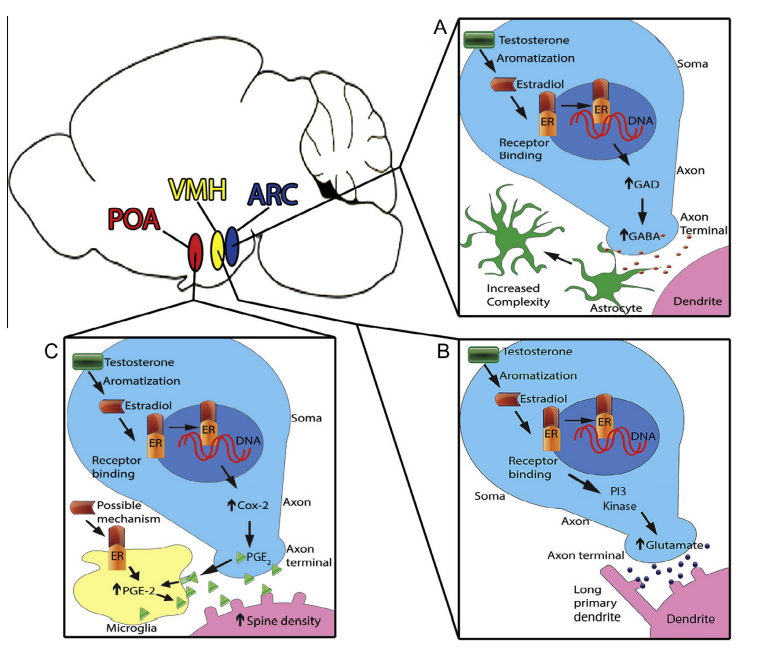 POA
VMH
ARC
A
Testosterone
Aromatization
Estradiol
ER
ER
DNA
Receptor
Binding
Soma
↑GAD
Axon
↑GABA
Axon
Terminal
Increased
Complexity
Astrocyte
Dendrite
C
Testosterone
Aromatization
Estradiol
ER
ER
DNA
Receptor
binding
Soma
↑Cox-2
Axon
Possible
mechanism
ER
PGE2
Axon
terminal
↑PGE-2
Microglia
↑Spine density
B
Testosterone
Aromatization
Estradiol
ER
ER
DNA
Receptor
binding
Soma
PI3
Kinase
Axon
↑Glutamate
Axon terminal
Long
primary
dendrite
Dendrite